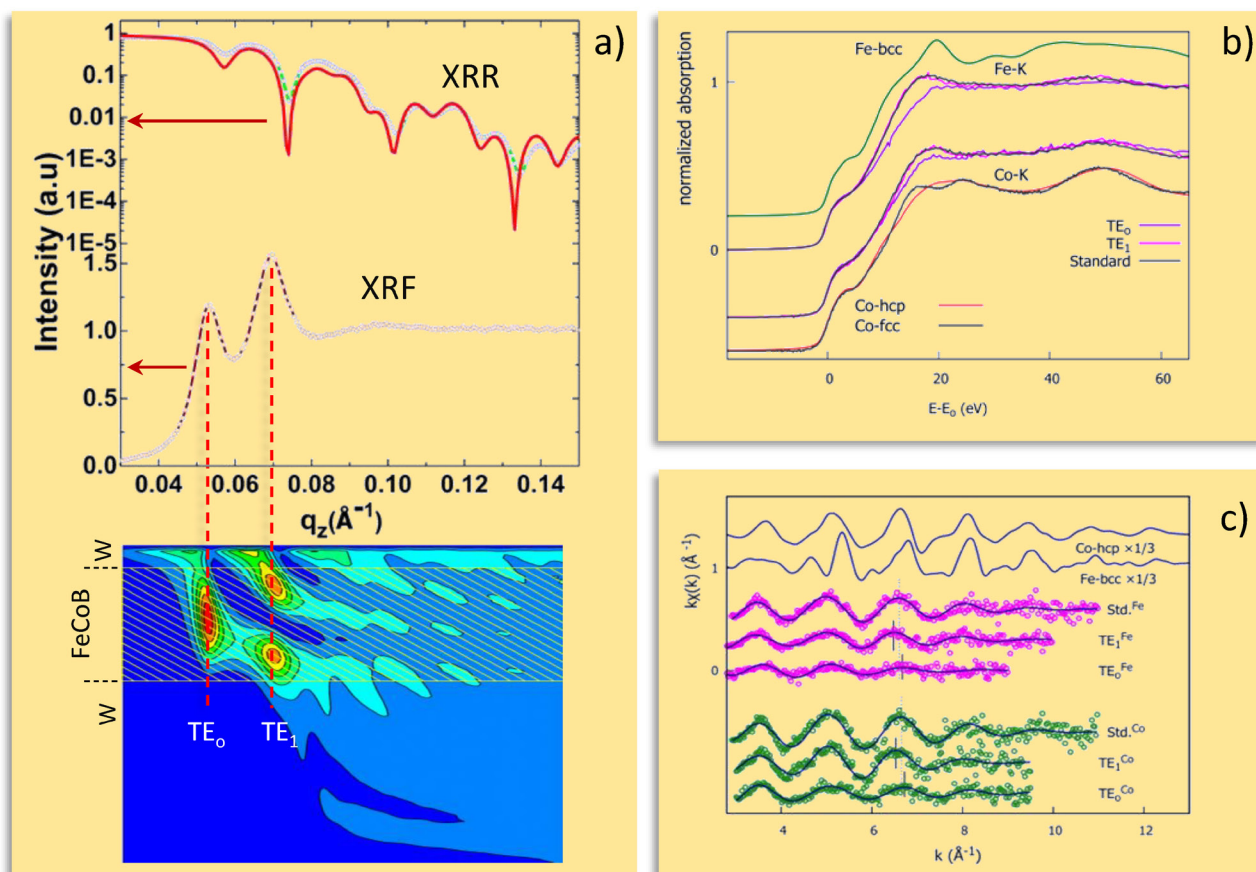 a)
XRR
1
0.1
0.01
1E-3
1E-4
1E-5
Intensity (a.u)
XRF
1.5
1.0
0.5
0.0
0.04 0.06 0.08 0.10 0.12 0.14
qz(Å⁻¹)
W
FeCoB
W
TEo TE1
b)
normalized absorption
Fe-bcc
Fe-K
1
Co-K
0
TEo
TE1
Standard
Co-hcp
Co-fcc
0 20 40 60
E-Eo (eV)
c)
kχ(k) (Å⁻¹)
Co-hcp ×1/3
1
Fe-bcc ×1/3
Std.Fe
TE1Fe
0
TEoFe
Std.Co
TE1Co
TEoCo
4 6 8 10 12
k (Å⁻¹)